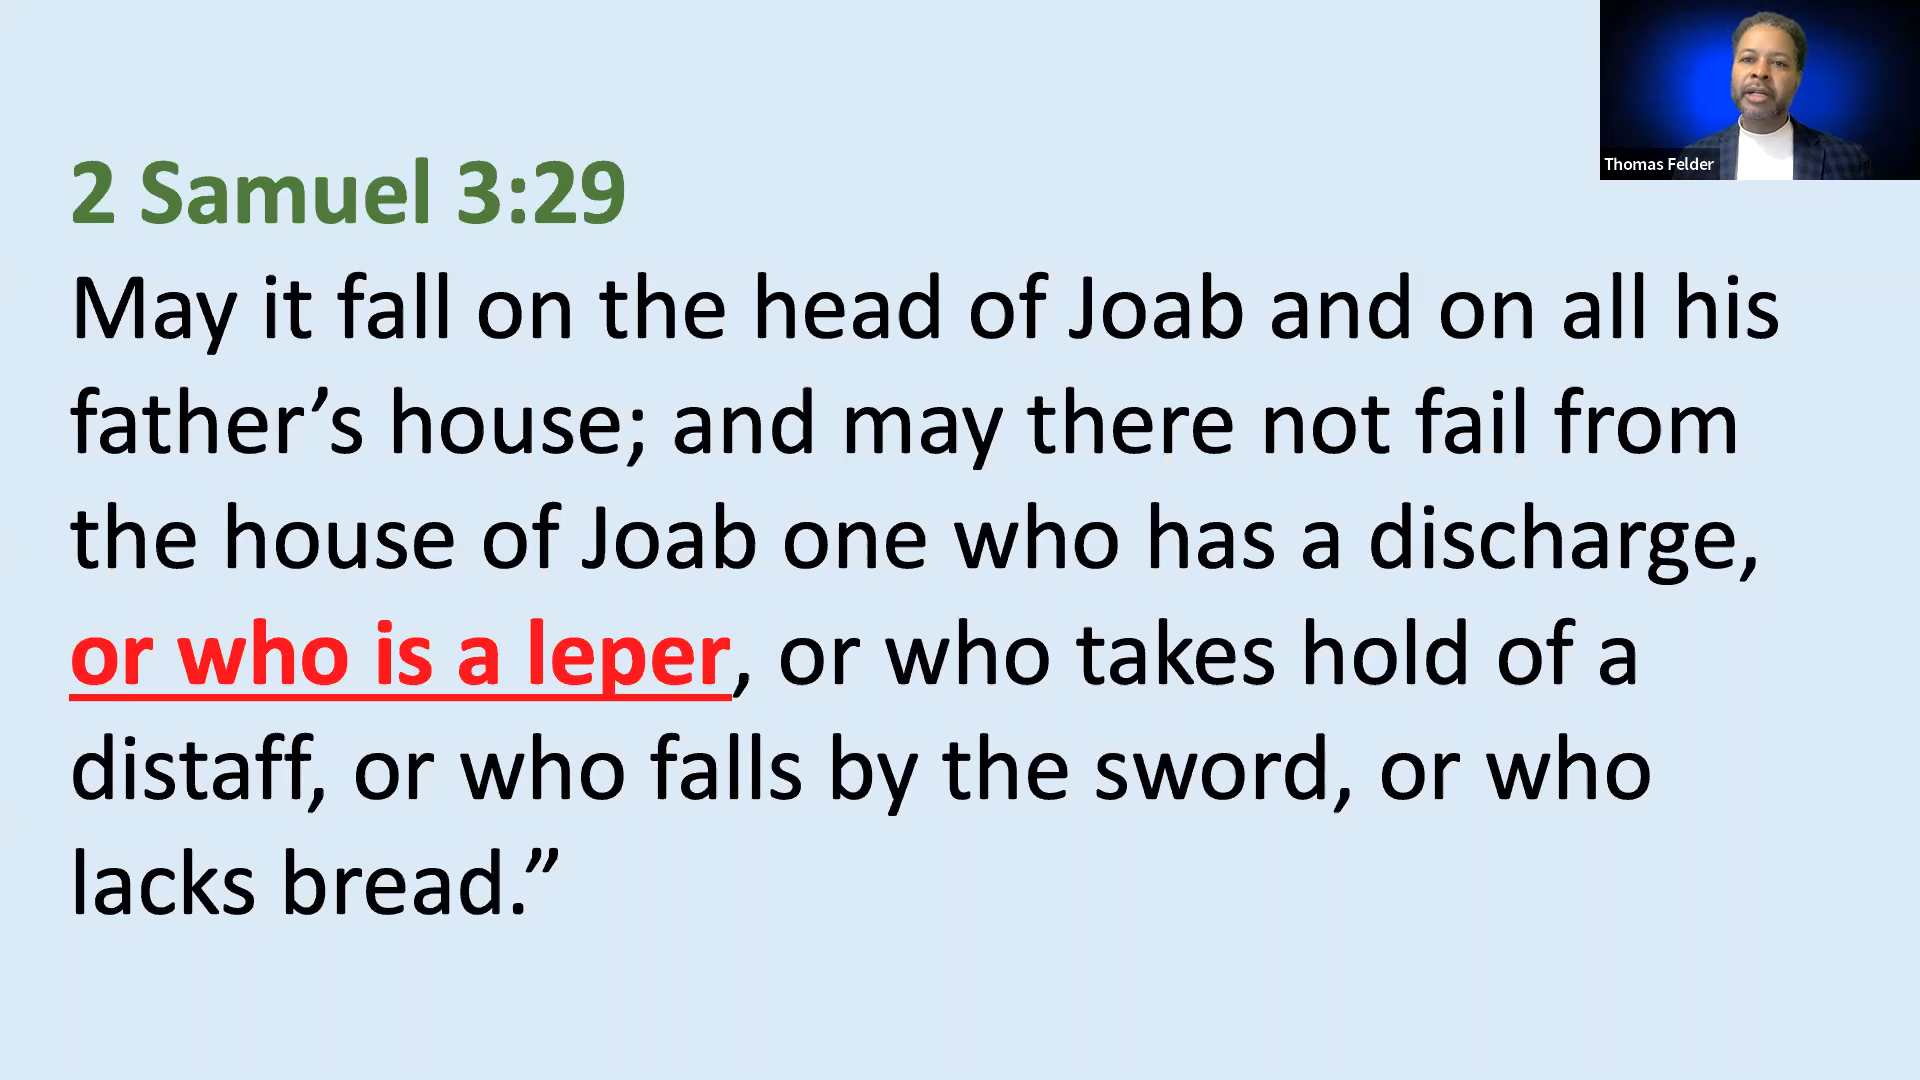 Thomas Felder
2 Samuel 3:29
May it fall on the head of Joab and on all his
father’s house; and may there not fail from
the house of Joab one who has a discharge,
or who is a leper, or who takes hold of a
distaff, or who falls by the sword, or who
lacks bread.”